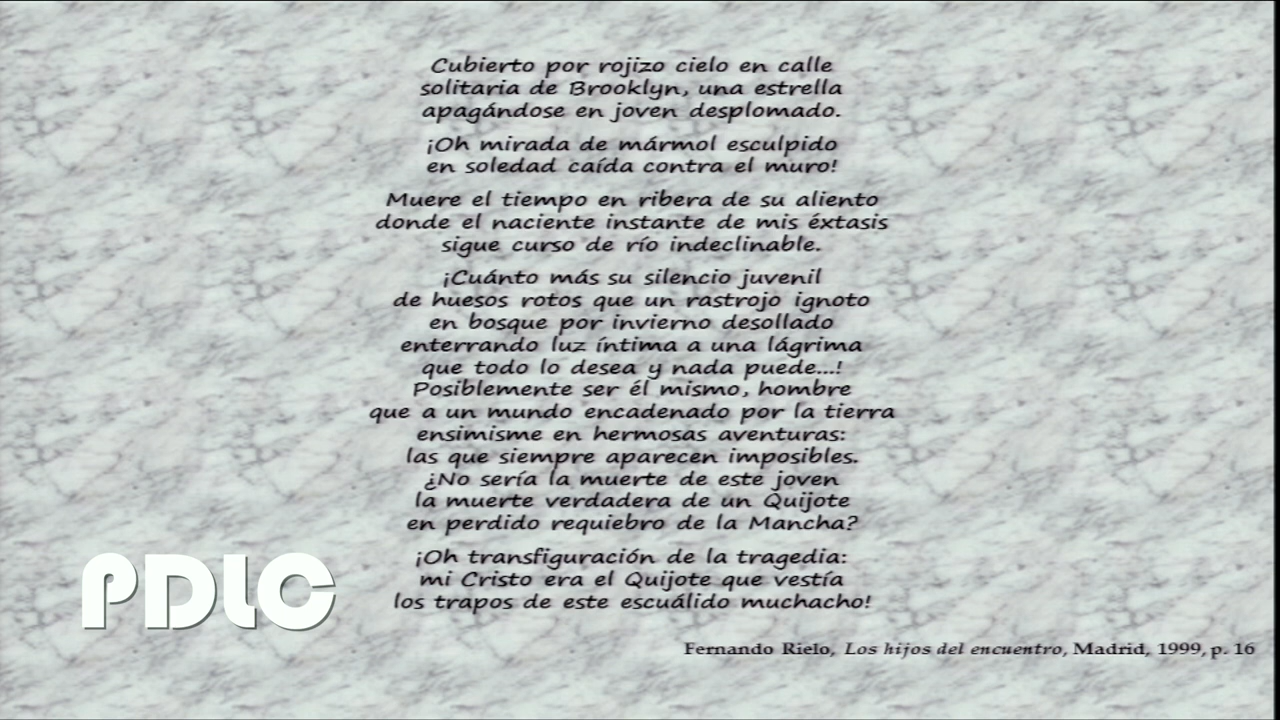 Cubierto por rojizo cielo en calle
solitaria de Brooklyn, una estrella
apagándose en joven desplomado.
¡Oh mirada de mármol esculpido
en soledad caída contra el muro!
Muere el tiempo en ribera de su aliento
donde el naciente instante de mis éxtasis
sigue curso de río indeclinable.
¡Cuánto más su silencio juvenil
de huesos rotos que un rastrojo ignoto
en bosque por invierno desollado
enterrando luz íntima a una lágrima
que todo lo desea y nada puede...!
Posiblemente ser él mismo, hombre
que a un mundo encadenado por la tierra
ensimisme en hermosas aventuras:
las que siempre aparecen imposibles.
¿No sería la muerte de este joven
la muerte verdadera de un Quijote
en perdido requiebro de la Mancha?
¡Oh transfiguración de la tragedia:
mi Cristo era el Quijote que vestía
los trapos de este escuálido muchacho!
PDLC
Fernando Rielo, Los hijos del encuentro, Madrid, 1999, p. 16